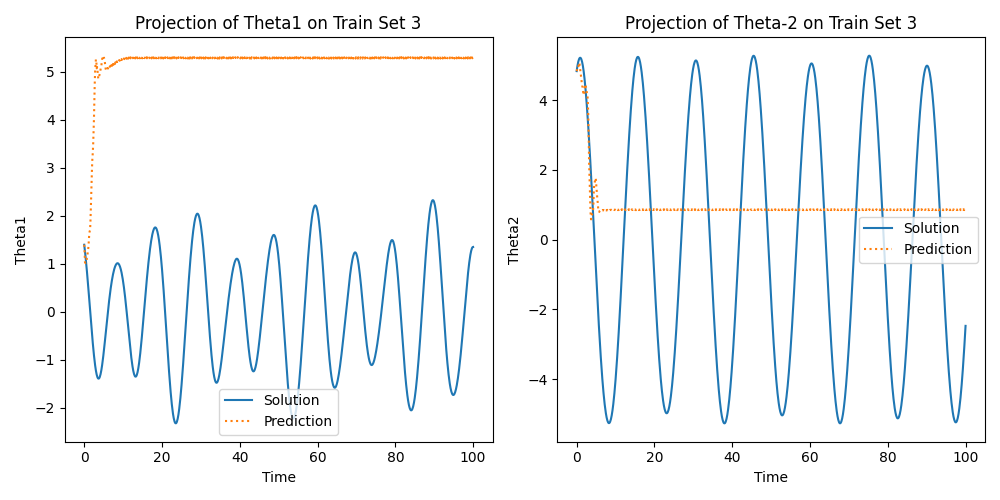 Projection of Theta1 on Train Set 3
Theta1
5
4
3
2
1
0
−1
−2
Solution
Prediction
0 20 40 60 80 100
Time
Projection of Theta-2 on Train Set 3
Theta2
4
2
0
−2
−4
Solution
Prediction
0 20 40 60 80 100
Time